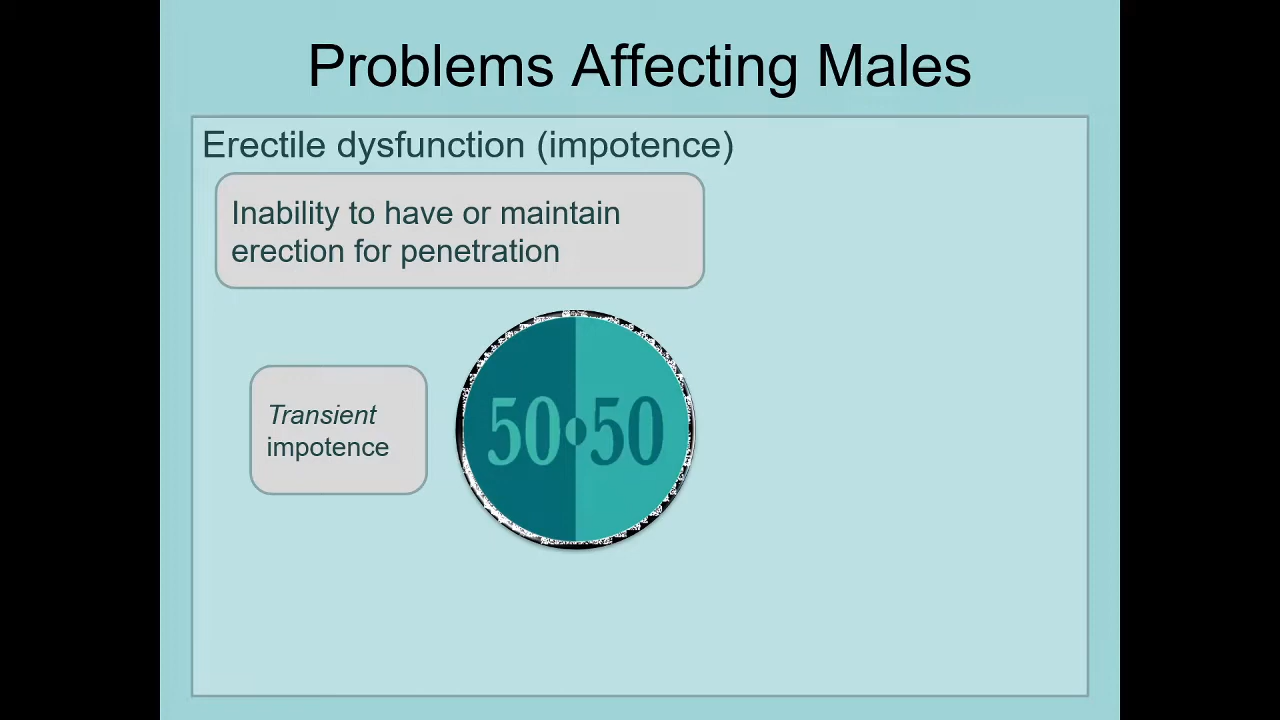 Problems Affecting Males
Erectile dysfunction (impotence)
Inability to have or maintain
erection for penetration
Transient
impotence
50•50